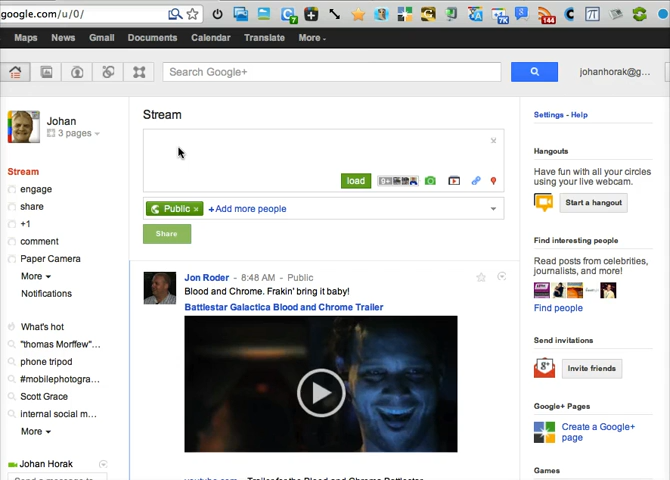 google.com/u/0/
7
7K
144
Maps News Documents Calendar Translate More
Search Google+
johanhorak@g...
Johan
3 pages
Stream
engage
share
+1
comment
Paper Camera
More
Notifications
What's hot
"thomas Morffew"...
phone tripod
#mobilephotogra...
Scott Grace
internal social m...
More
Johan Horak
Stream
load
9+
Public × +Add more people
Share
Jon Roder - 8:48 AM - Public
Blood and Chrome. Frakin' bring it baby!
Battlestar Galactica Blood and Chrome Trailer
Settings - Help
Hangouts
Have fun with all your circles
using your live webcam.
Start a hangout
Find interesting people
Read posts from celebrities,
journalists, and more!
Find people
Send invitations
Invite friends
Google+ Pages
Create a Google+
page
Games